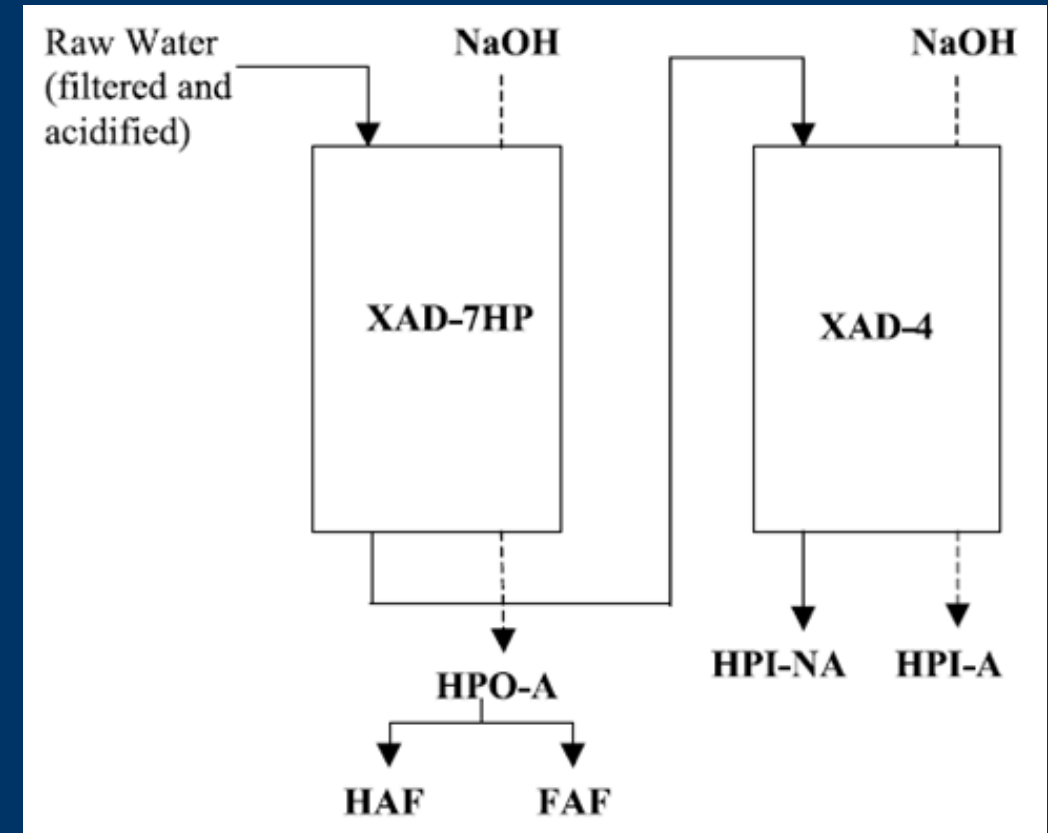 Raw Water
(filtered and
acidified)
NaOH
NaOH
XAD-7HP
XAD-4
HPO-A
HPI-NA
HPI-A
HAF
FAF